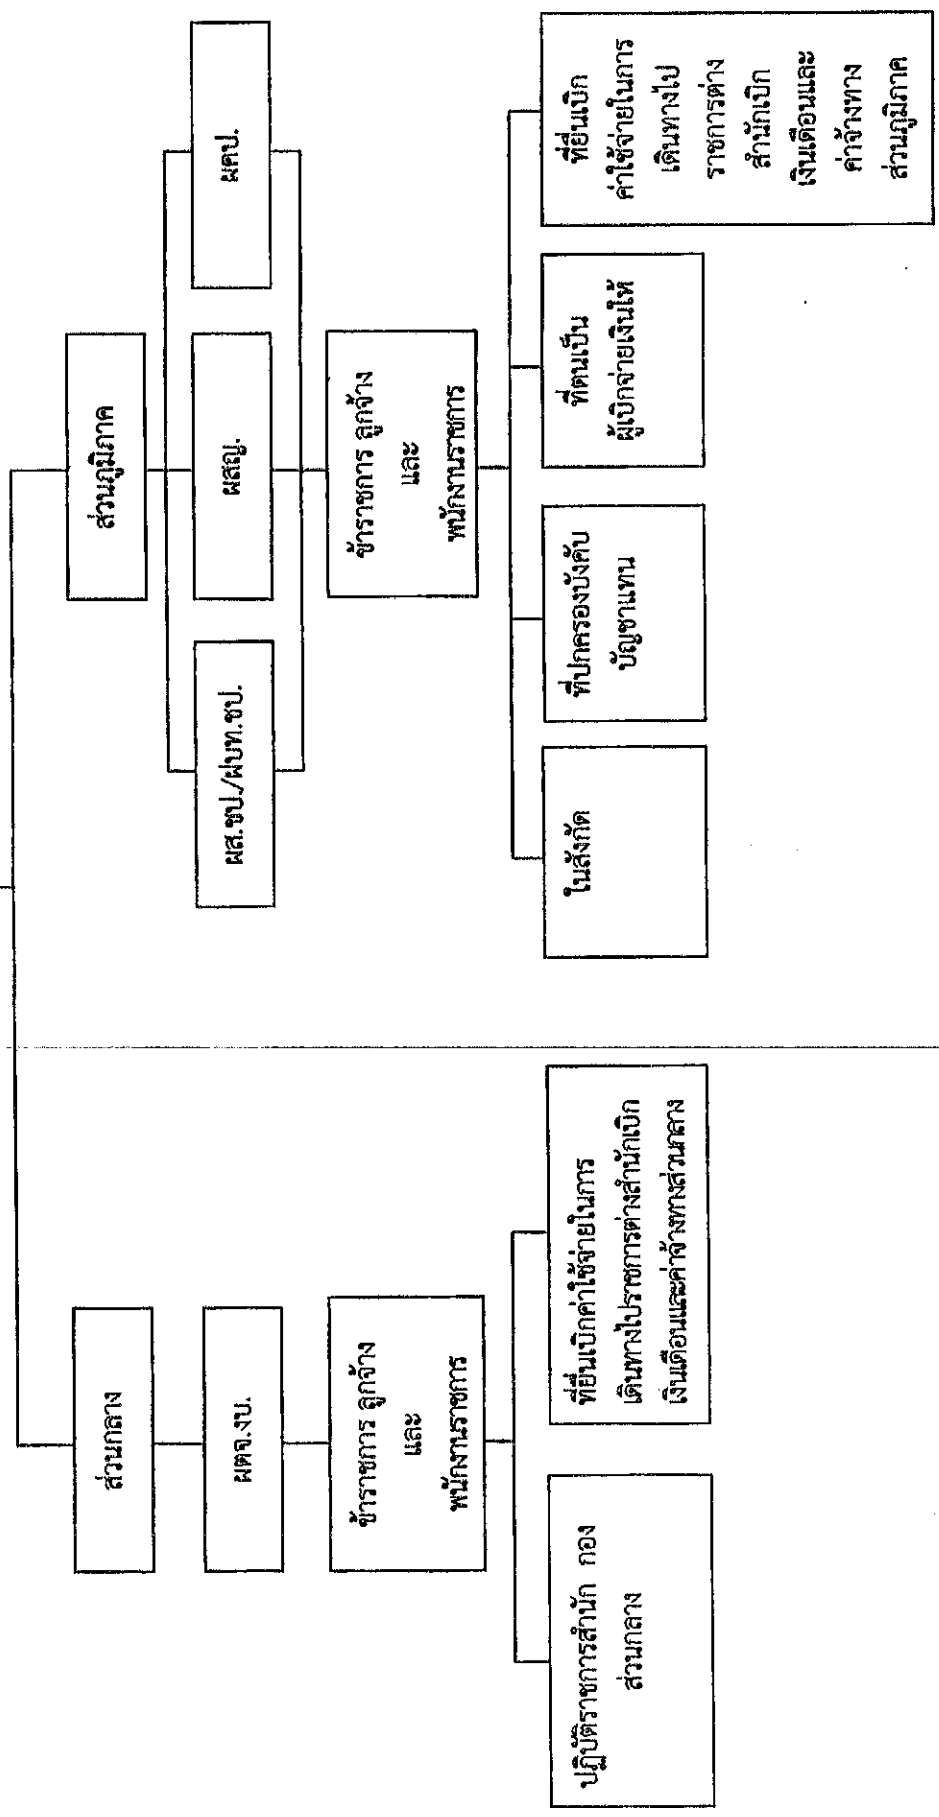 ส่วนกลาง
ผตจ.งบ.
ข้าราชการ ลูกจ้าง
และ
พนักงานราชการ
ปฏิบัติราชการสำนัก กอง
ส่วนกลาง
ที่ยื่นเบิกค่าใช้จ่ายในการ
เดินทางไปราชการต่างสำนักเบิก
เงินเดือนและค่าจ้างทางส่วนกลาง
ส่วนภูมิภาค
ผส.ชป./ผบท.ชป.
ผสญ.
ผคป.
ข้าราชการ ลูกจ้าง
และ
พนักงานราชการ
ในสังกัด
ที่ปกครองบังคับ
บัญชาแทน
ที่ตนเป็น
ผู้เบิกจ่ายเงินให้
ที่ยื่นเบิก
ค่าใช้จ่ายในการ
เดินทางไป
ราชการต่าง
สำนักเบิก
เงินเดือนและ
ค่าจ้างทาง
ส่วนภูมิภาค